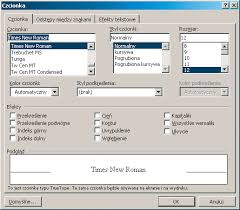 Czcionka
Czcionka Odstępy między znakami Efekty tekstowe
Czcionka: Styl czcionki: Rozmiar:
Times New Roman Normalny 12
Times New Roman Normalny 8
Trebuchet MS Kursywa 9
Tunga Pogrubiony 10
Tw Cen MT Pogrubiona kursywa 11
Tw Cen MT Condensed 12
Kolor czcionki: Styl podkreślenia: Kolor podkreślenia:
Automatyczny (brak) Automatyczny
Efekty
Przekreślenie Cień Kapitaliki
Przekreślenie podwójne Kontur Wszystkie wersaliki
Indeks górny Uwypuklenie Ukrycie
Indeks dolny Wgłębienie
Podgląd
Times New Roman
To jest czcionka typu TrueType. Ta sama czcionka będzie używana na ekranie i na wydruku.
Domyślne... OK Anuluj